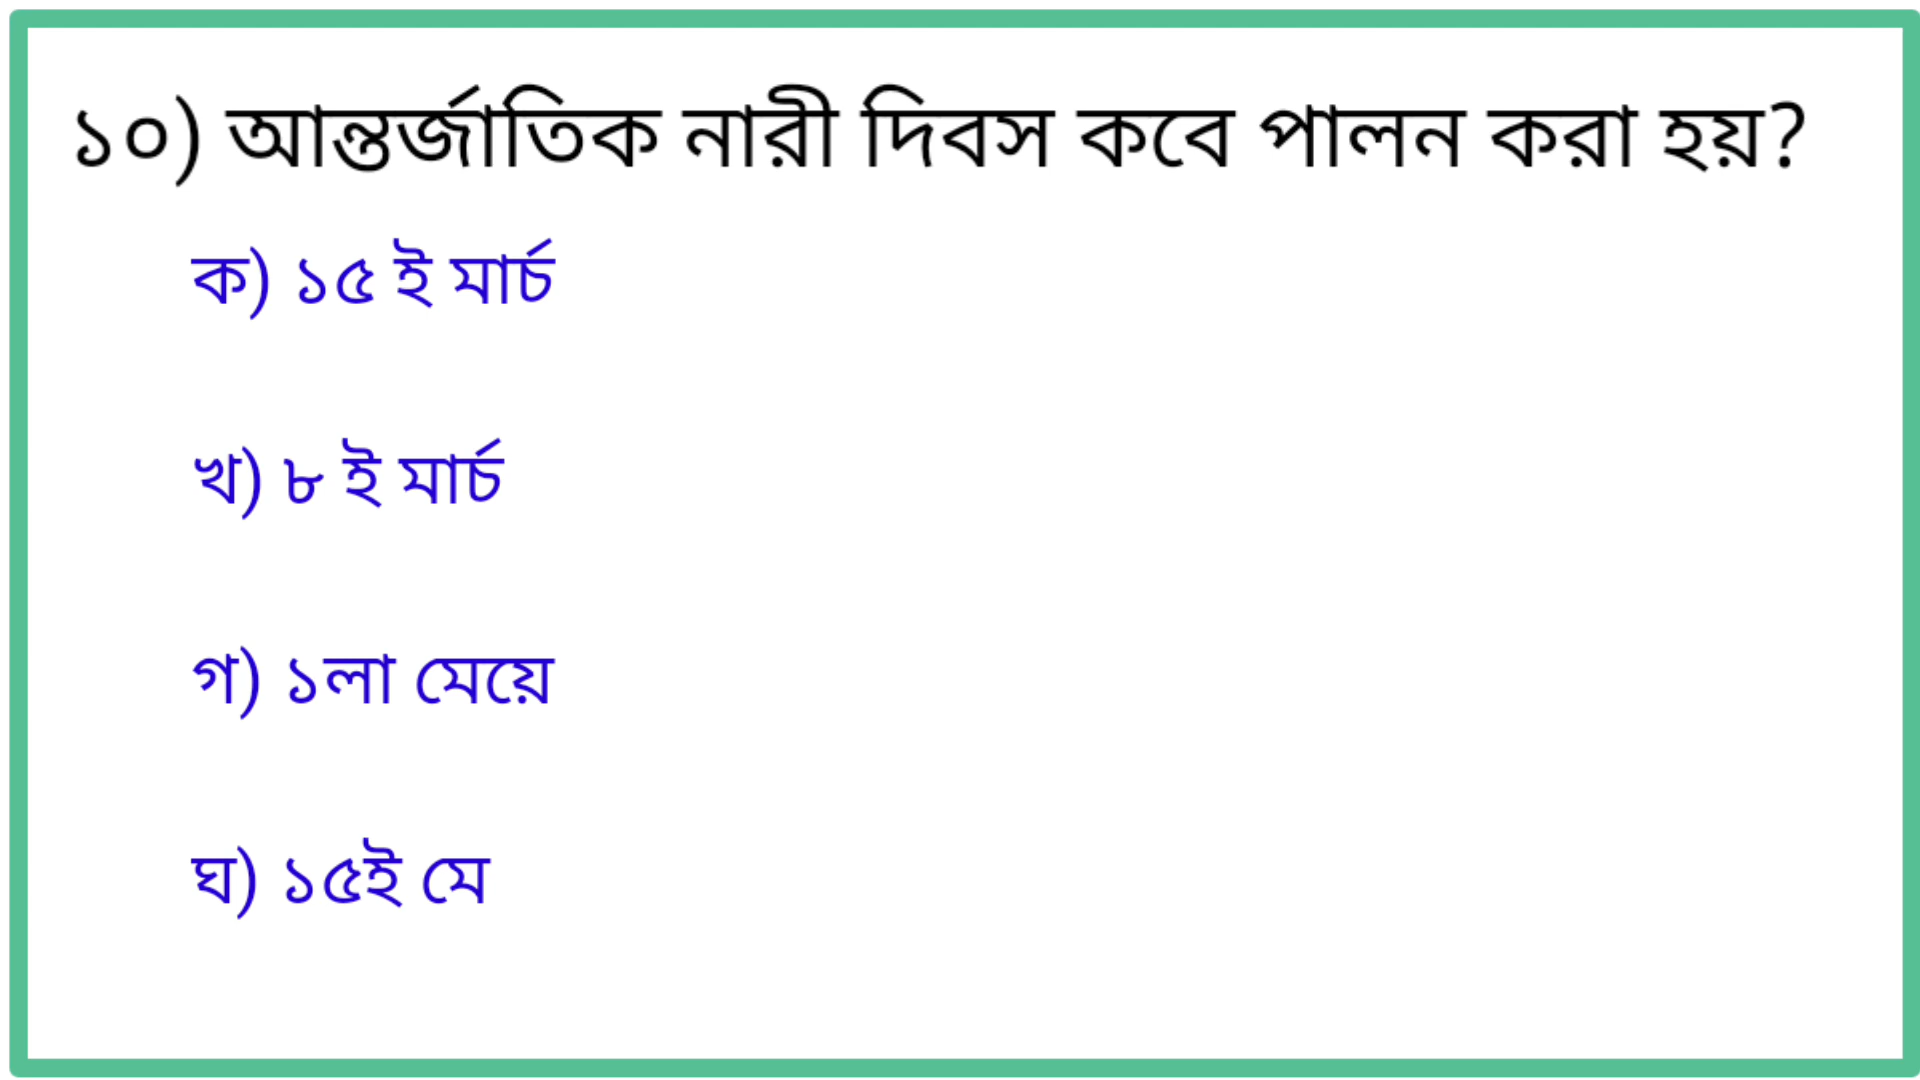 ১০) আন্তর্জাতিক নারী দিবস কবে পালন করা হয়?
ক) ১৫ ই মার্চ
খ) ৮ ই মার্চ
গ) ১লা মেয়ে
ঘ) ১৫ই মে